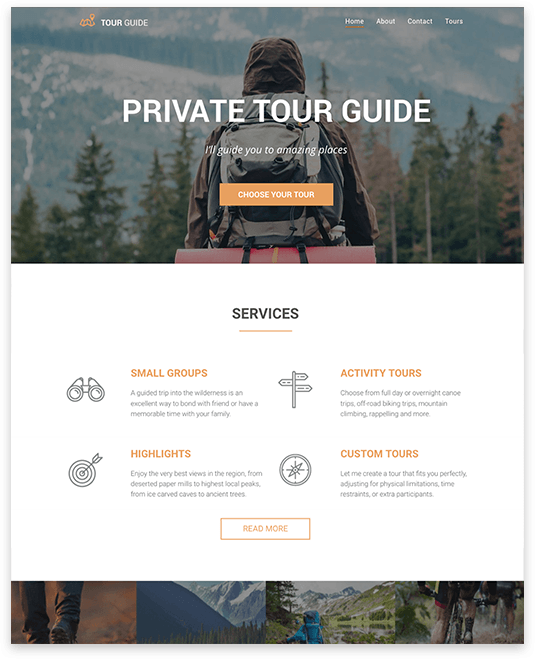 TOUR GUIDE
Home About Contact Tours
PRIVATE TOUR GUIDE
I'll guide you to amazing places
CHOOSE YOUR TOUR
SERVICES
SMALL GROUPS
A guided trip into the wilderness is an
excellent way to bond with friend or have a
memorable time with your family.
ACTIVITY TOURS
Choose from full day or overnight canoe
trips, off-road biking trips, mountain
climbing, rappelling and more.
HIGHLIGHTS
Enjoy the very best views in the region, from
deserted paper mills to highest local peaks,
from ice carved caves to ancient trees.
CUSTOM TOURS
Let me create a tour that fits you perfectly,
adjusting for physical limitations, time
restraints, or extra participants.
READ MORE